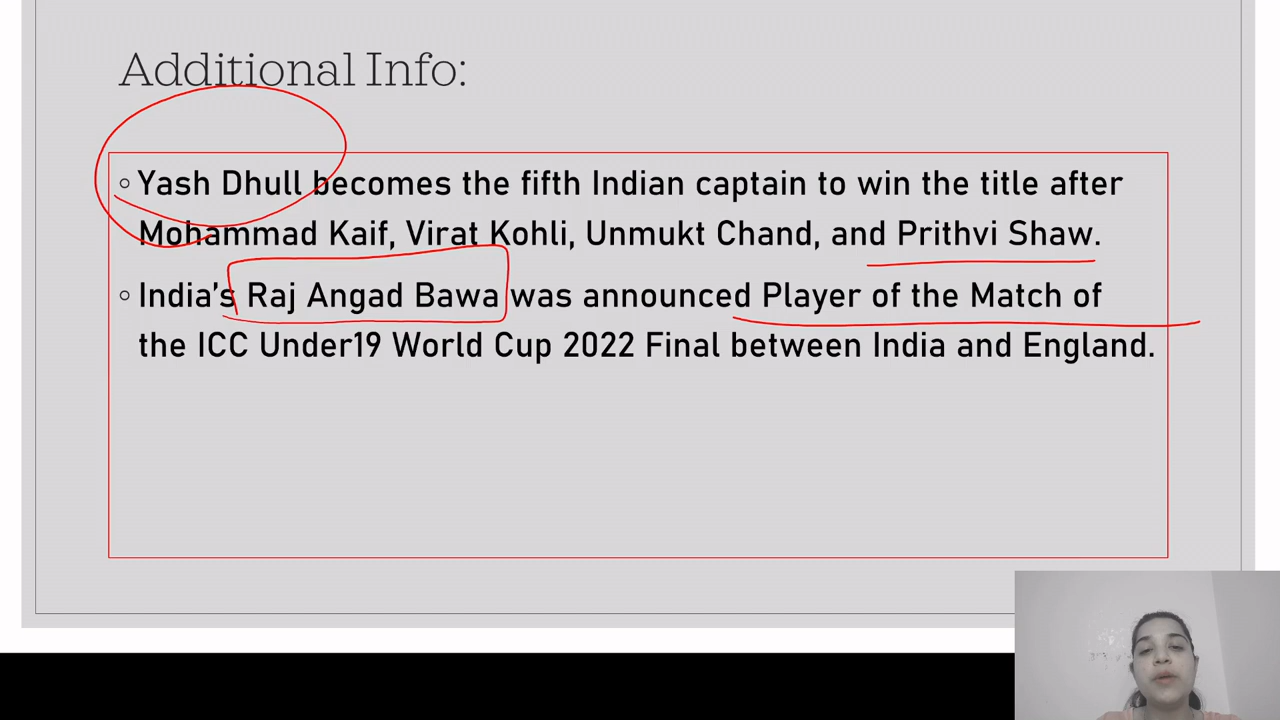 Additional Info:
◦ Yash Dhull becomes the fifth Indian captain to win the title after
Mohammad Kaif, Virat Kohli, Unmukt Chand, and Prithvi Shaw.
◦ India's Raj Angad Bawa was announced Player of the Match of
the ICC Under19 World Cup 2022 Final between India and England.